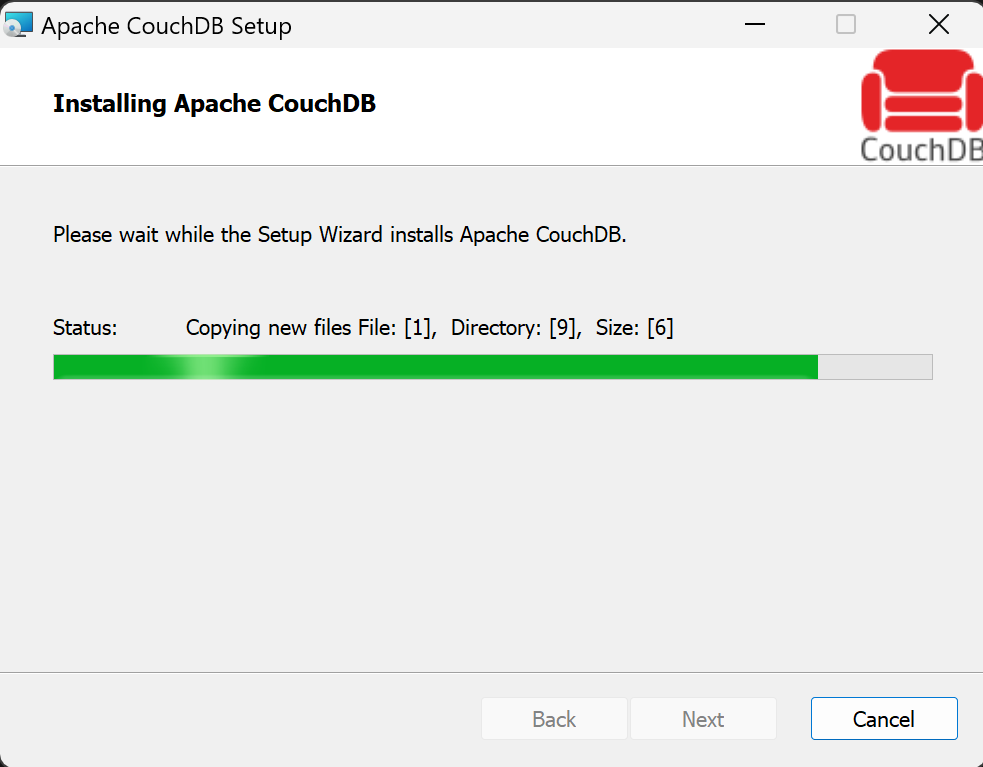 Apache CouchDB Setup
Installing Apache CouchDB
CouchDB
Please wait while the Setup Wizard installs Apache CouchDB.
Status: Copying new files File: [1], Directory: [9], Size: [6]
Back Next Cancel